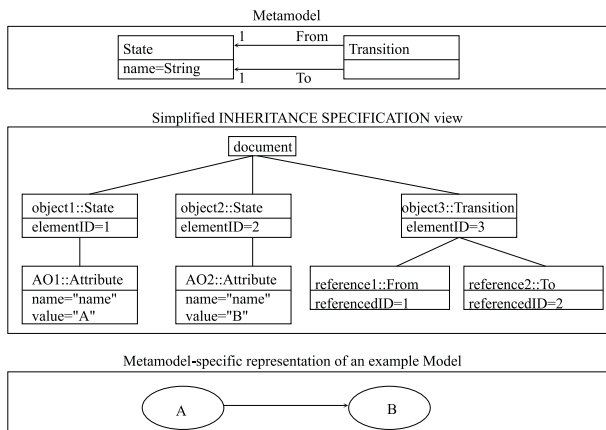 Metamodel
1 From
State Transition
name=String
1 To
Simplified INHERITANCE SPECIFICATION view
document
object1::State object2::State object3::Transition
elementID=1 elementID=2 elementID=3
AO1::Attribute AO2::Attribute reference1::From reference2::To
name="name" name="name" referencedID=1 referencedID=2
value="A" value="B"
Metamodel-specific representation of an example Model
A B